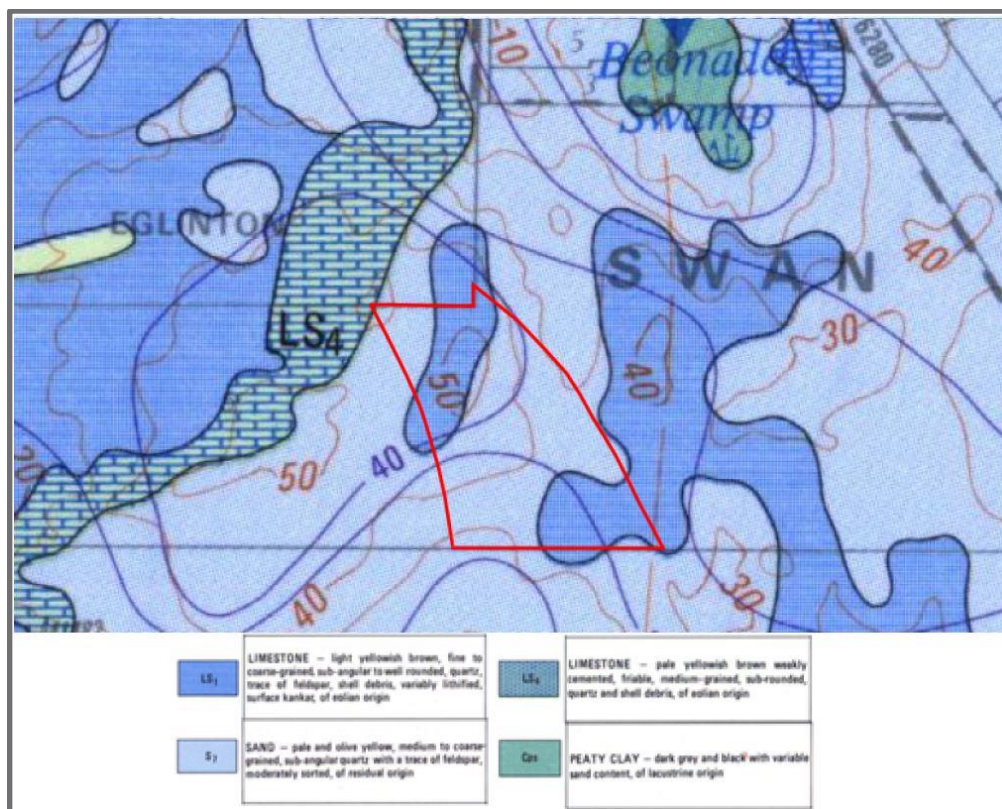 10
5
5
Beonaddy
Swamp
6280
EGLINTON
SWAN
40
LS4
30
40
50
50
40
30
40
30
LS1
LIMESTONE – light yellowish brown, fine to
coarse-grained, sub-angular to well rounded, quartz,
trace of feldspar, shell debris, variably lithified,
surface kankar, of eolian origin
LS4
LIMESTONE – pale yellowish brown weakly
cemented, friable, medium-grained, sub-rounded,
quartz and shell debris, of eolian origin
S7
SAND – pale and olive yellow, medium to coarse-
grained, sub-angular quartz with a trace of feldspar,
moderately sorted, of residual origin
Cps
PEATY CLAY – dark grey and black with variable
sand content, of lacustrine origin